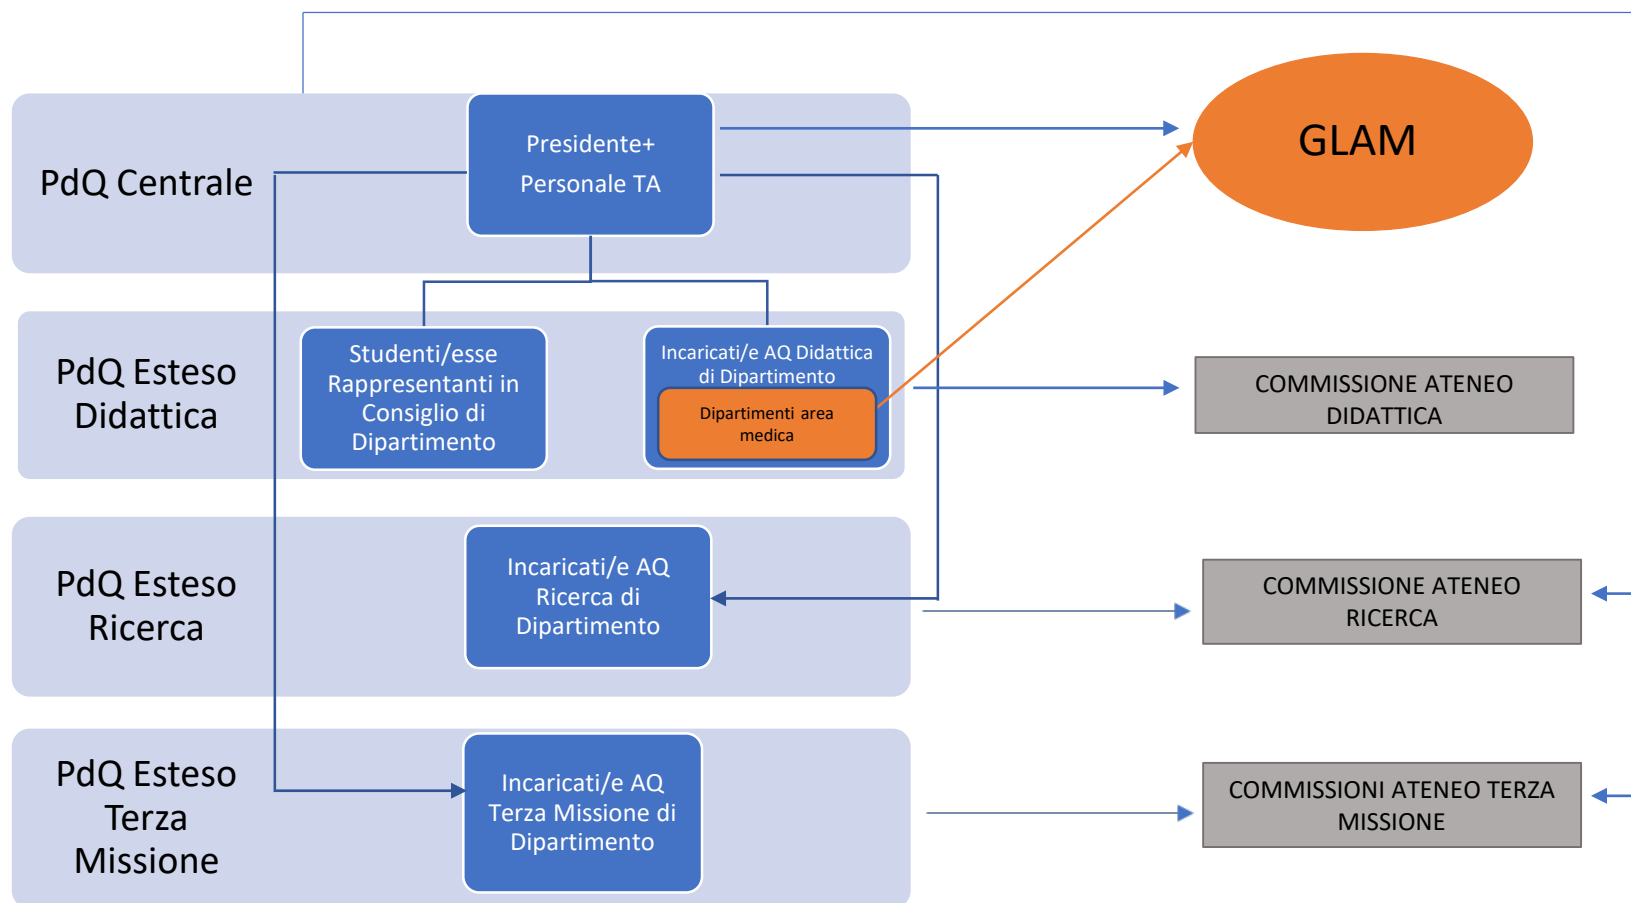 PdQ Centrale
Presidente+
Personale TA
GLAM
PdQ Esteso
Didattica
Studenti/esse
Rappresentanti in
Consiglio di
Dipartimento
Incaricati/e AQ Didattica
di Dipartimento
Dipartimenti area
medica
COMMISSIONE ATENEO
DIDATTICA
PdQ Esteso
Ricerca
Incaricati/e AQ
Ricerca di
Dipartimento
COMMISSIONE ATENEO
RICERCA
PdQ Esteso
Terza
Missione
Incaricati/e AQ
Terza Missione di
Dipartimento
COMMISSIONI ATENEO TERZA
MISSIONE